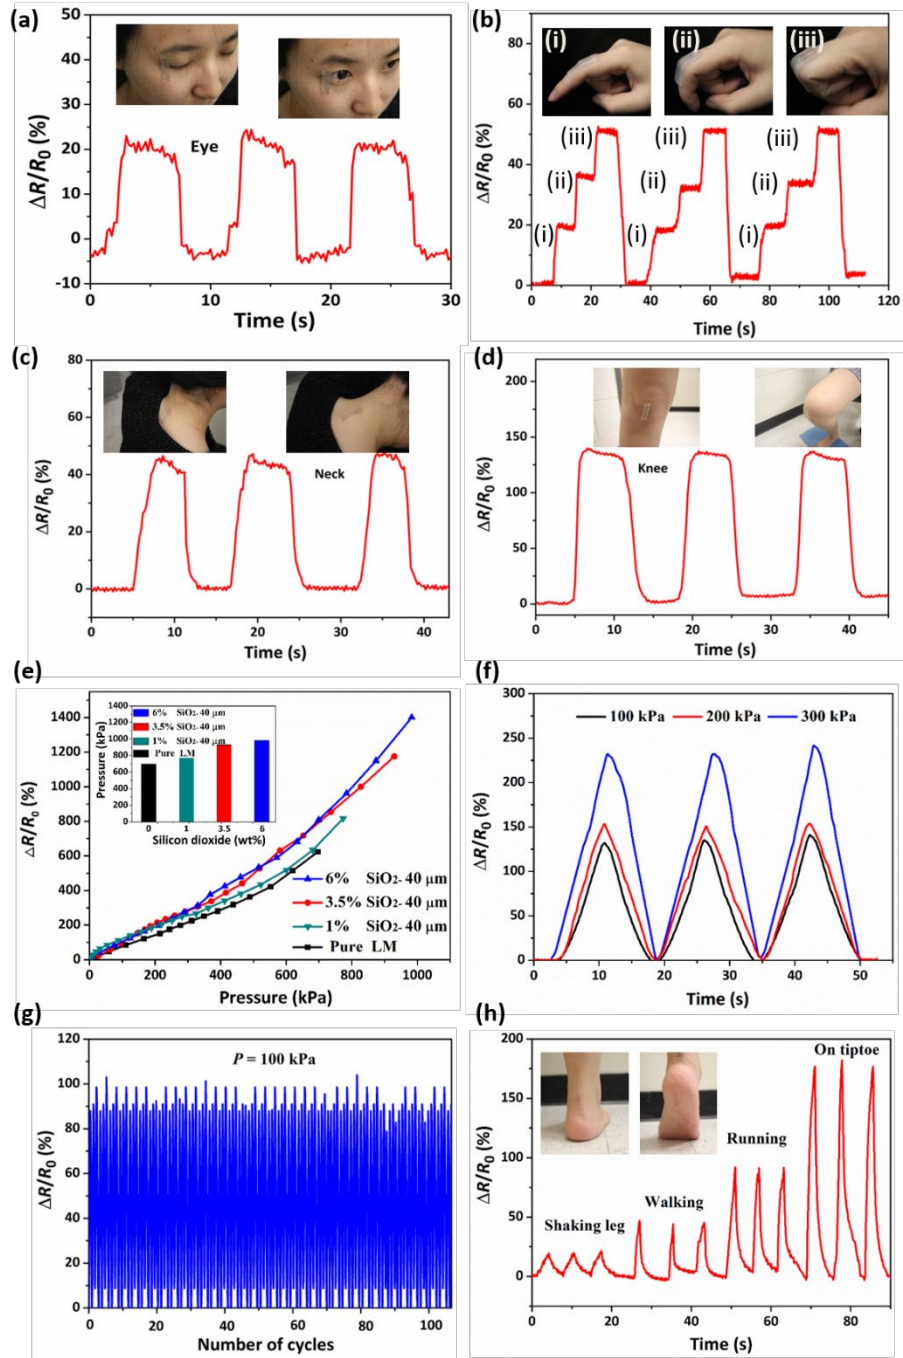 (a)
50
40
30
20
10
0
-10
ΔR/R0 (%)
Eye
0
10
20
30
Time (s)
(b)
(i)
(ii)
(iii)
80
60
40
20
0
ΔR/R0 (%)
(iii)
(iii)
(iii)
(ii)
(ii)
(ii)
(i)
(i)
(i)
0
20
40
60
80
100
120
Time (s)
(c)
80
60
40
20
0
ΔR/R0 (%)
Neck
0
10
20
30
40
Time (s)
(d)
200
150
100
50
0
ΔR/R0 (%)
Knee
0
10
20
30
40
Time (s)
(e)
1400
1200
1000
800
600
400
200
0
ΔR/R0 (%)
6% SiO2- 40 μm
3.5% SiO2- 40 μm
1% SiO2- 40 μm
Pure LM
1400
1200
1000
800
600
400
200
0
Pressure (kPa)
0
1
3.5
6
Silicon dioxide (wt%)
6% SiO2- 40 μm
3.5% SiO2- 40 μm
1% SiO2- 40 μm
Pure LM
0
200
400
600
800
1000
Pressure (kPa)
(f)
300
250
200
150
100
50
0
ΔR/R0 (%)
100 kPa
200 kPa
300 kPa
0
10
20
30
40
50
Time (s)
(g)
120
100
80
60
40
20
0
ΔR/R0 (%)
P = 100 kPa
0
20
40
60
80
100
Number of cycles
(h)
200
150
100
50
0
ΔR/R0 (%)
On tiptoe
Running
Walking
Shaking leg
0
20
40
60
80
Time (s)